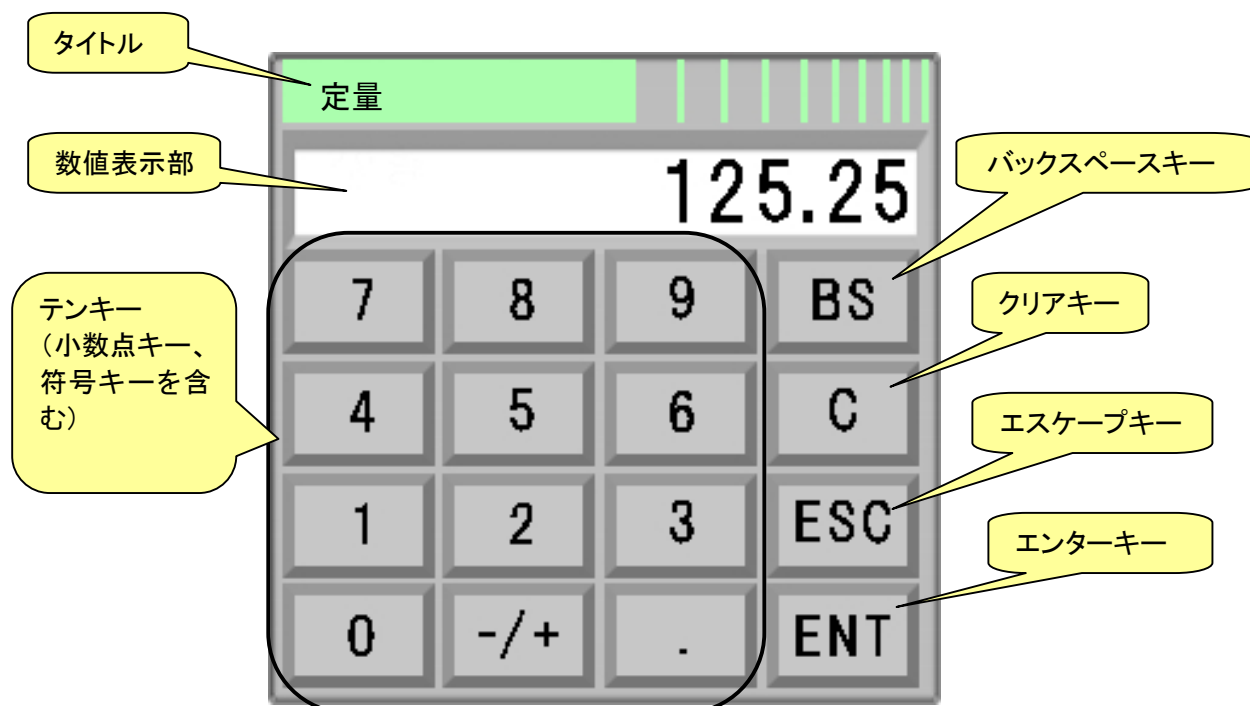 タイトル
定量
数値表示部
125.25
バックスペースキー
7 8 9 BS
テンキー
（小数点キー、
符号キーを含
む）
クリアキー
4 5 6 C
エスケープキー
1 2 3 ESC
エンターキー
0 -/+ . ENT